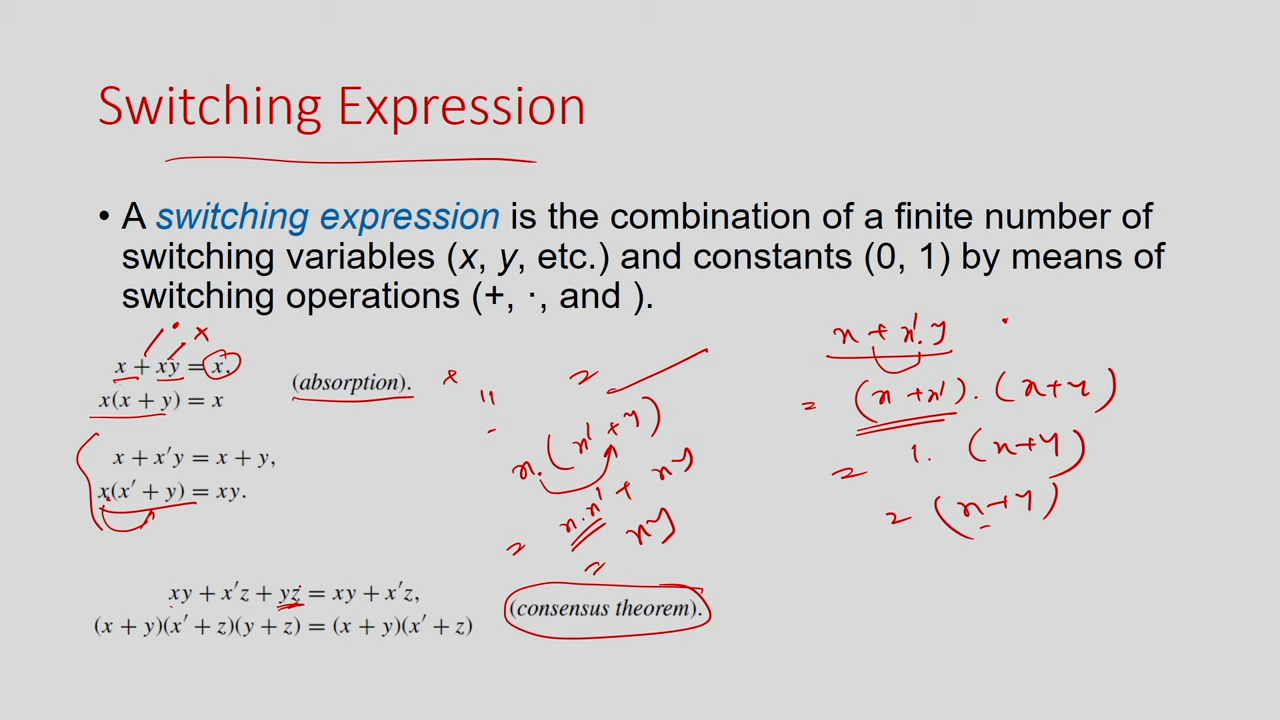 Switching Expression
• A switching expression is the combination of a finite number of
switching variables (x, y, etc.) and constants (0, 1) by means of
switching operations (+, ·, and ).
x + xy = x,
x(x + y) = x
(absorption).
x + x′y = x + y,
x(x′ + y) = xy.
xy + x′z + yz = xy + x′z,
(x + y)(x′ + z)(y + z) = (x + y)(x′ + z)
(consensus theorem).
x
x . (x' + y)
x . x' + xy
= xy
x + x' . y
= (x + x') . (x + y)
= 1 . (x + y)
= (x + y)